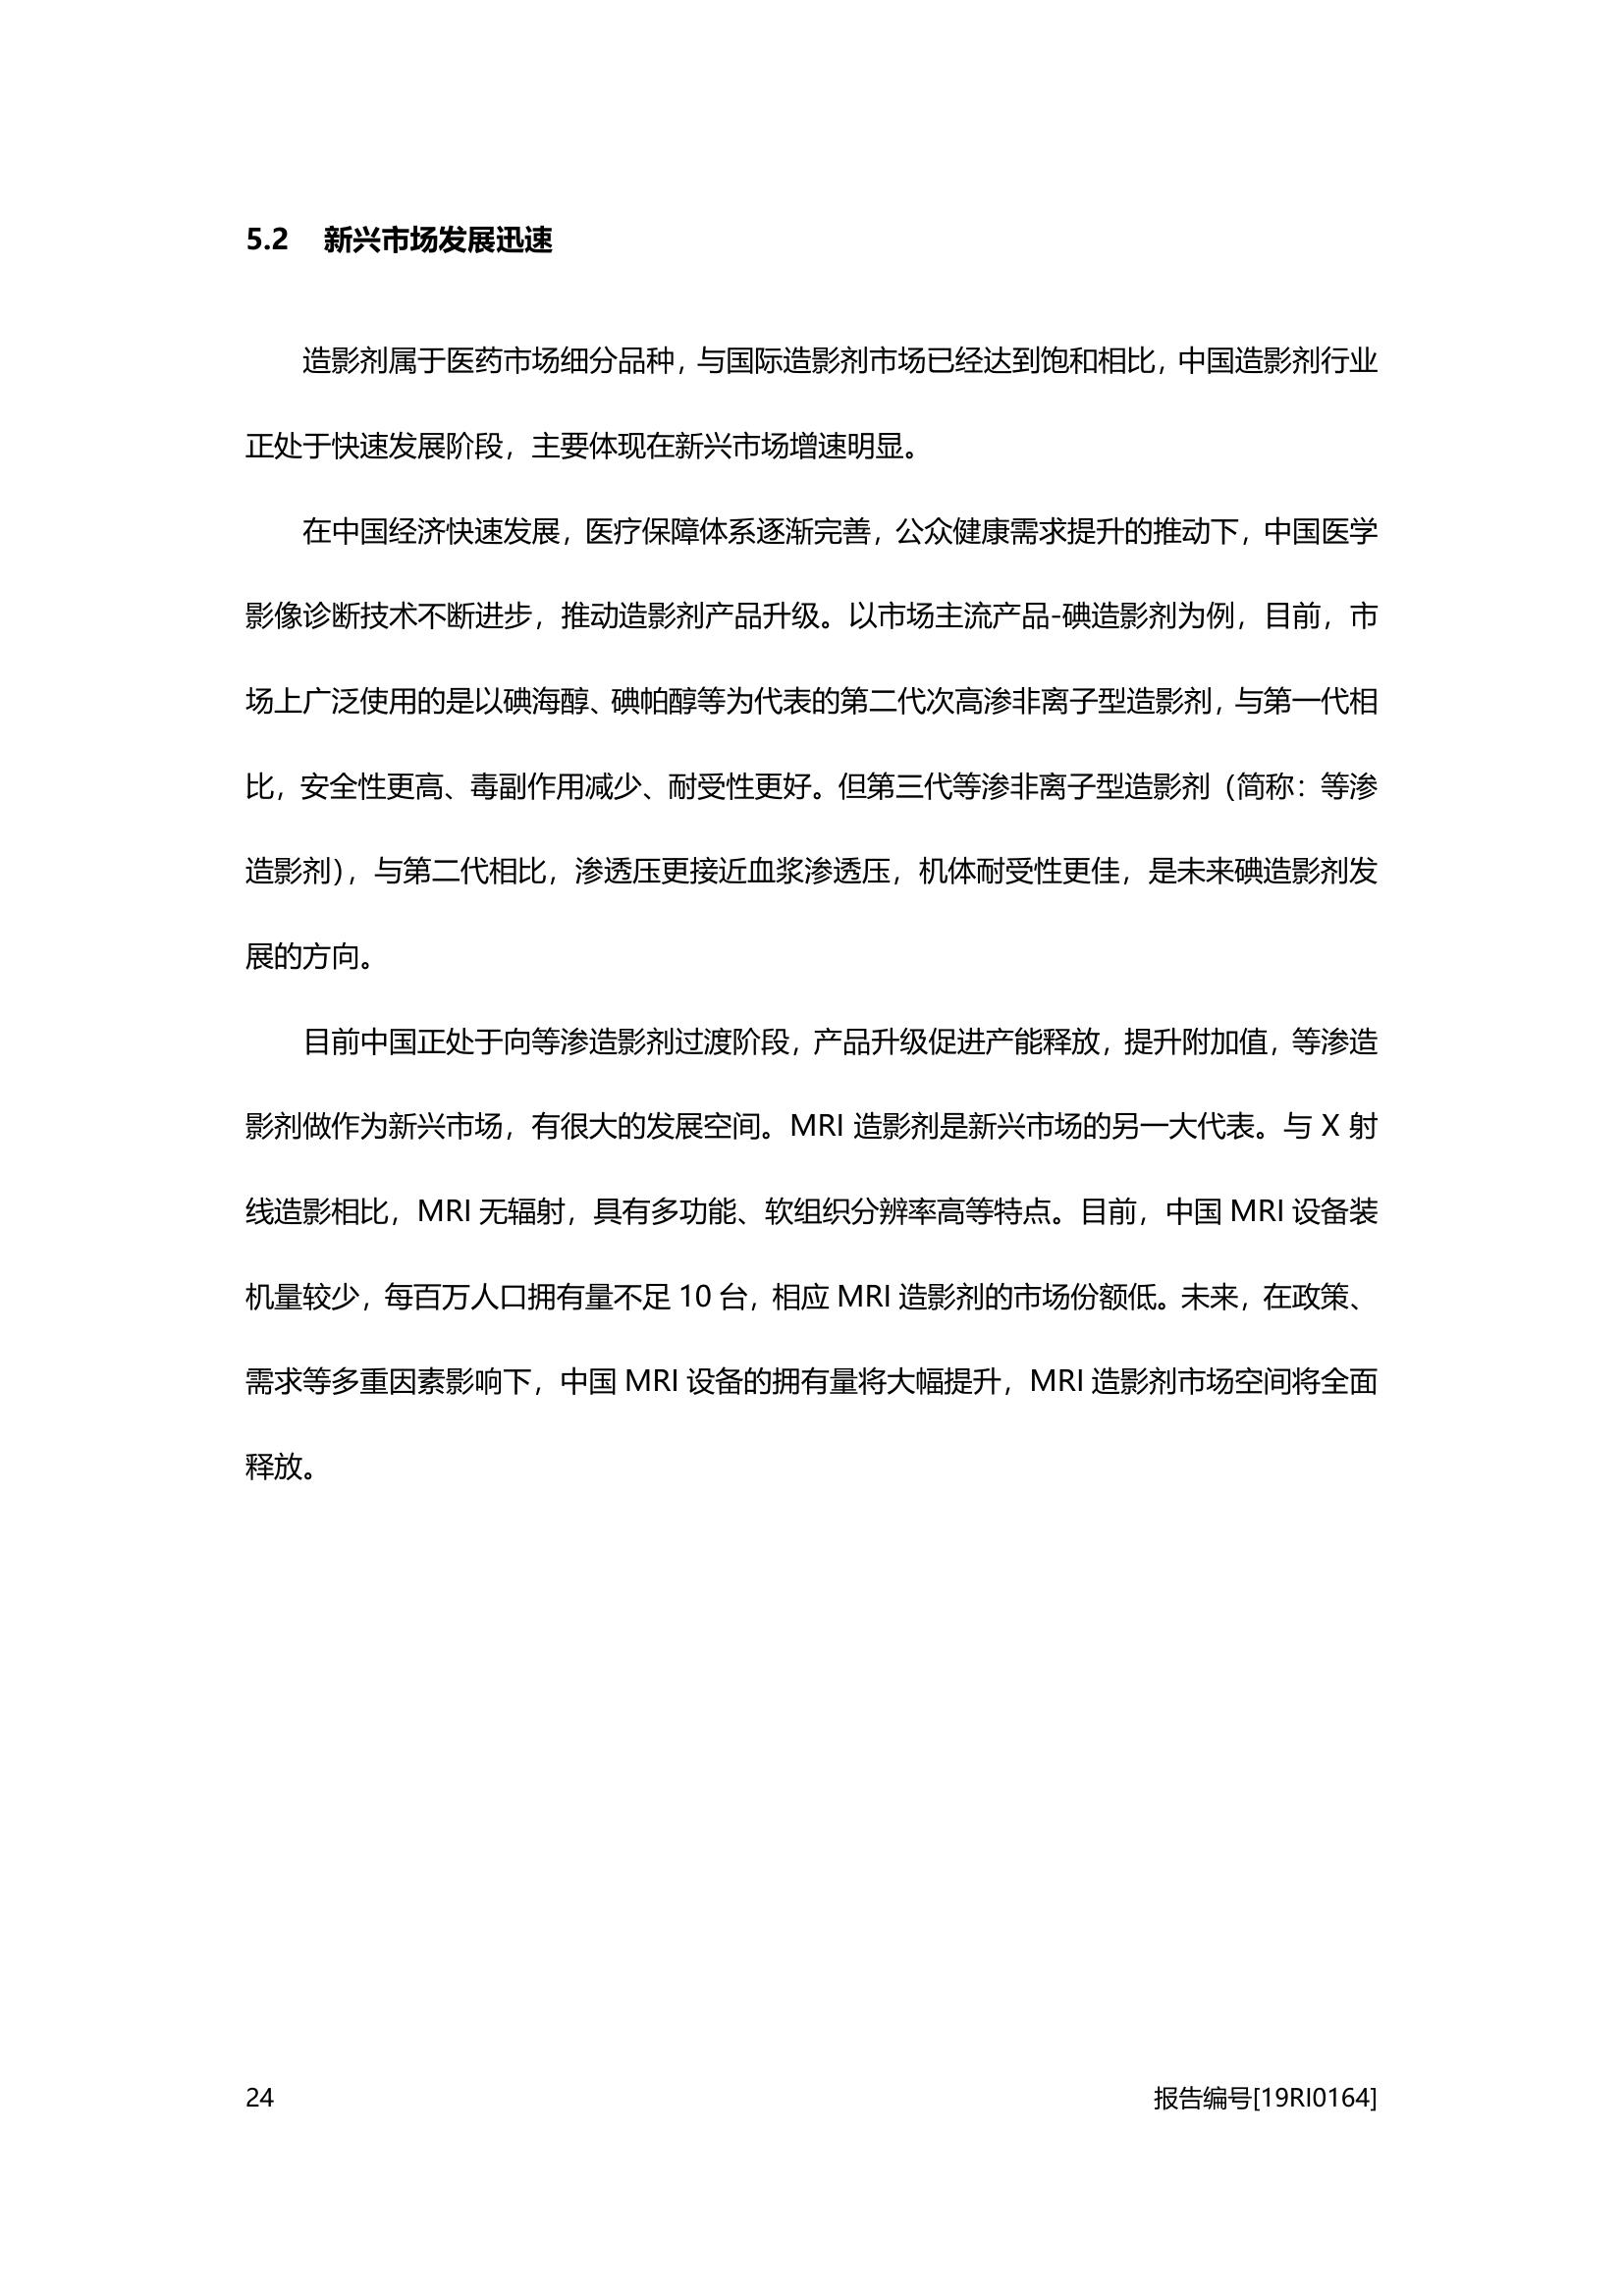 5.2 新兴市场发展迅速
造影剂属于医药市场细分品种，与国际造影剂市场已经达到饱和相比，中国造影剂行业
正处于快速发展阶段，主要体现在新兴市场增速明显。
在中国经济快速发展，医疗保障体系逐渐完善，公众健康需求提升的推动下，中国医学
影像诊断技术不断进步，推动造影剂产品升级。以市场主流产品-碘造影剂为例，目前，市
场上广泛使用的是以碘海醇、碘帕醇等为代表的第二代次高渗非离子型造影剂，与第一代相
比，安全性更高、毒副作用减少、耐受性更好。但第三代等渗非离子型造影剂（简称：等渗
造影剂），与第二代相比，渗透压更接近血浆渗透压，机体耐受性更佳，是未来碘造影剂发
展的方向。
目前中国正处于向等渗造影剂过渡阶段，产品升级促进产能释放，提升附加值，等渗造
影剂做作为新兴市场，有很大的发展空间。MRI 造影剂是新兴市场的另一大代表。与 X 射
线造影相比，MRI 无辐射，具有多功能、软组织分辨率高等特点。目前，中国 MRI 设备装
机量较少，每百万人口拥有量不足 10 台，相应 MRI 造影剂的市场份额低。未来，在政策、
需求等多重因素影响下，中国 MRI 设备的拥有量将大幅提升，MRI 造影剂市场空间将全面
释放。
24 报告编号[19RI0164]